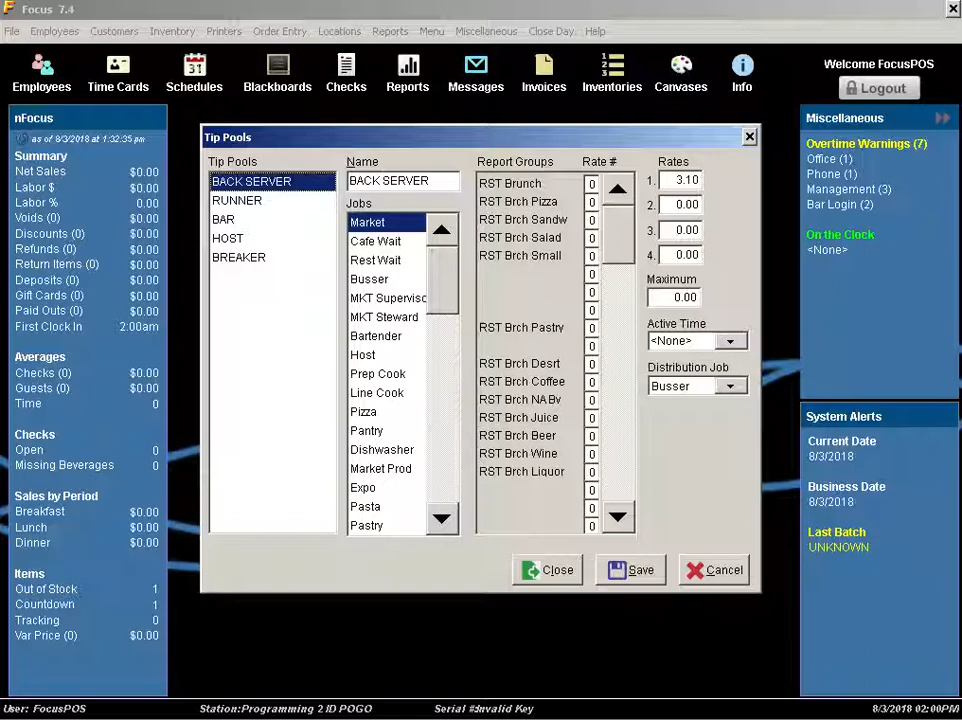 Focus 7.4
File Employees Customers Inventory Printers Order Entry Locations Reports Menu Miscellaneous Close Day Help
Employees Time Cards Schedules Blackboards Checks Reports Messages Invoices Inventories Canvases Info
Welcome FocusPOS
Logout
nFocus
as of 8/3/2018 at 1:32:35 pm
Summary
Net Sales $0.00
Labor $ $0.00
Labor % 0.00
Voids (0) $0.00
Discounts (0) $0.00
Refunds (0) $0.00
Return Items (0) $0.00
Deposits (0) $0.00
Gift Cards (0) $0.00
Paid Outs (0) $0.00
First Clock In 2:00am
Averages
Checks (0) $0.00
Guests (0) $0.00
Time 0
Checks
Open 0
Missing Beverages 0
Sales by Period
Breakfast $0.00
Lunch $0.00
Dinner $0.00
Items
Out of Stock 1
Countdown 1
Tracking 0
Var Price (0) $0.00
Tip Pools
Tip Pools
BACK SERVER
RUNNER
BAR
HOST
BREAKER
Name
BACK SERVER
Jobs
Market
Cafe Wait
Rest Wait
Busser
MKT Supervisc
MKT Steward
Bartender
Host
Prep Cook
Line Cook
Pizza
Pantry
Dishwasher
Market Prod
Expo
Pasta
Pastry
Report Groups Rate #
RST Brunch 0
RST Brch Pizza 0
RST Brch Sandw 0
RST Brch Salad 0
RST Brch Small 0
0
0
0
RST Brch Pastry 0
0
RST Brch Desrt 0
RST Brch Coffee 0
RST Brch NA Bv 0
RST Brch Juice 0
RST Brch Beer 0
RST Brch Wine 0
RST Brch Liquor 0
0
0
0
Rates
1. 3.10
2. 0.00
3. 0.00
4. 0.00
Maximum
0.00
Active Time
<None>
Distribution Job
Busser
Close Save Cancel
Miscellaneous
Overtime Warnings (7)
Office (1)
Phone (1)
Management (3)
Bar Login (2)
On the Clock
<None>
System Alerts
Current Date
8/3/2018
Business Date
8/3/2018
Last Batch
UNKNOWN
User: FocusPOS Station:Programming 2 ID POGO Serial #:Invalid Key 8/3/2018 02:00PM